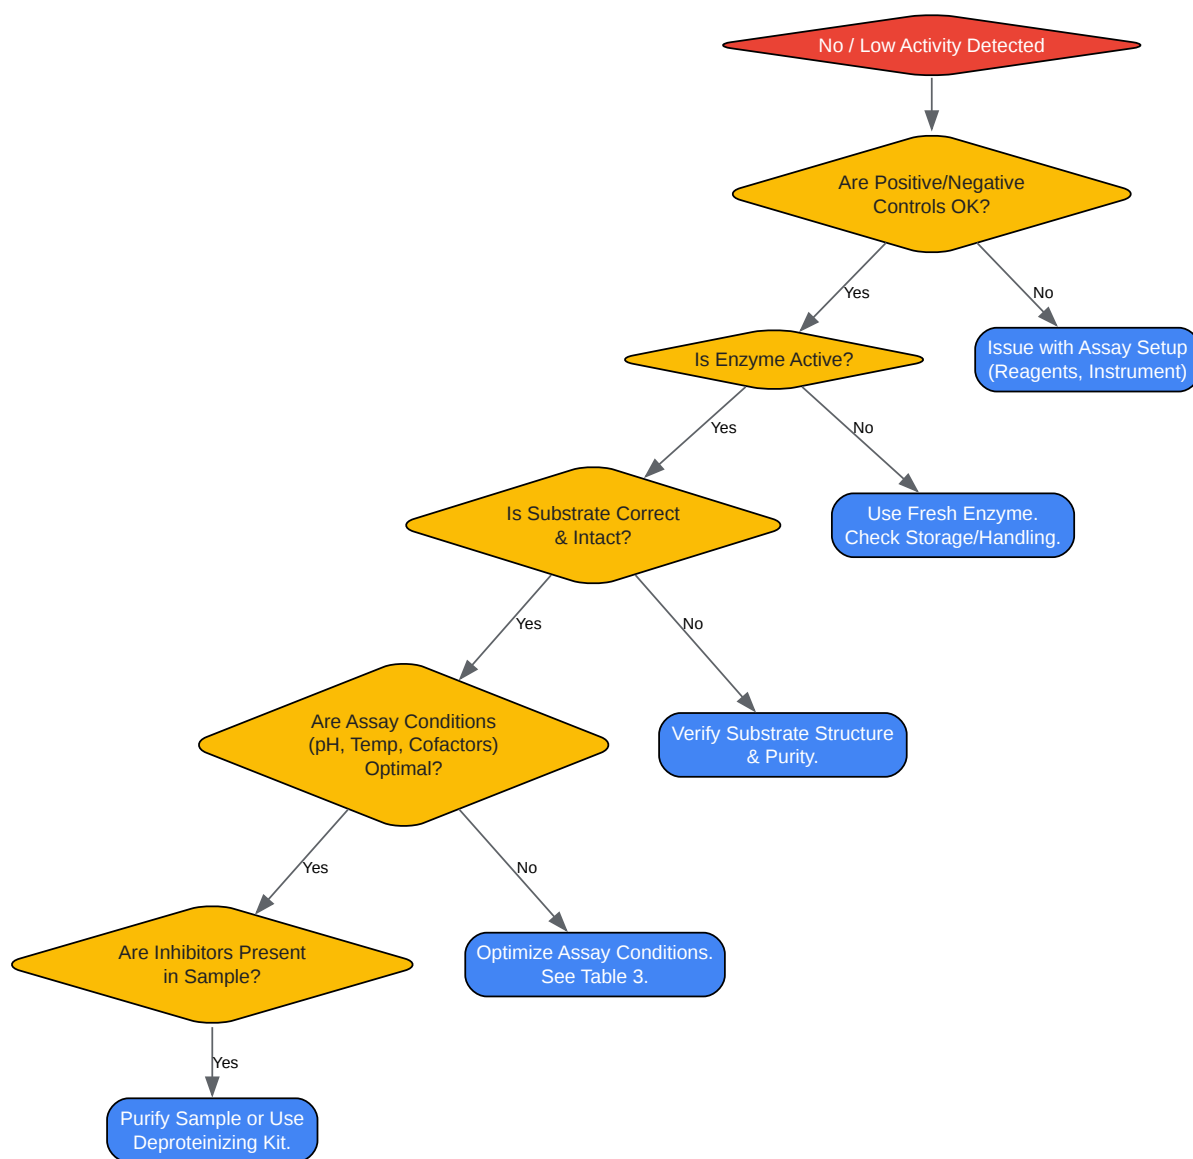 No / Low Activity Detected
Are Positive/Negative
Controls OK?
Yes
No
Is Enzyme Active?
Issue with Assay Setup
(Reagents, Instrument)
Yes
No
Is Substrate Correct
& Intact?
Use Fresh Enzyme.
Check Storage/Handling.
Yes
No
Are Assay Conditions
(pH, Temp, Cofactors)
Optimal?
Verify Substrate Structure
& Purity.
Yes
No
Are Inhibitors Present
in Sample?
Optimize Assay Conditions.
See Table 3.
Yes
Purify Sample or Use
Deproteinizing Kit.